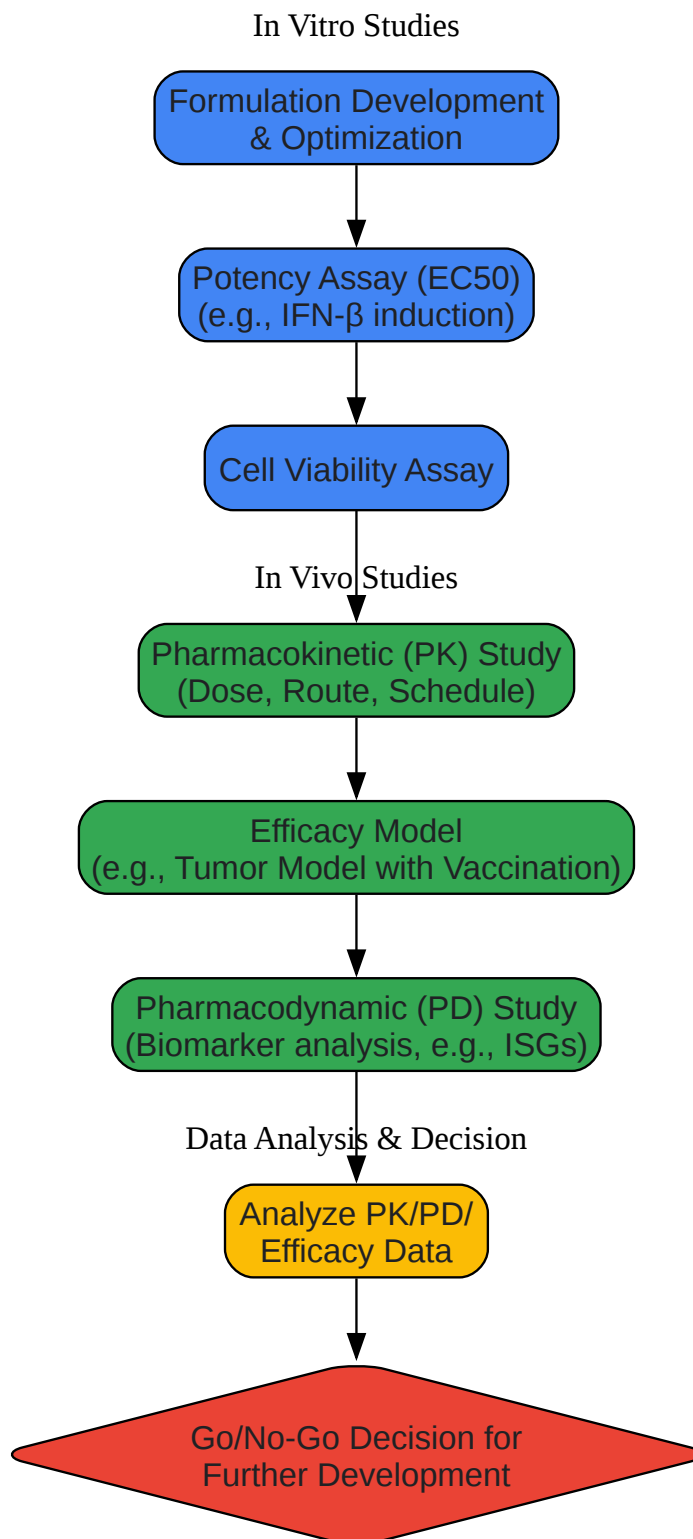 In Vitro Studies
Formulation Development
& Optimization
Potency Assay (EC50)
(e.g., IFN-β induction)
Cell Viability Assay
In Vivo Studies
Pharmacokinetic (PK) Study
(Dose, Route, Schedule)
Efficacy Model
(e.g., Tumor Model with Vaccination)
Pharmacodynamic (PD) Study
(Biomarker analysis, e.g., ISGs)
Data Analysis & Decision
Analyze PK/PD/
Efficacy Data
Go/No-Go Decision for
Further Development